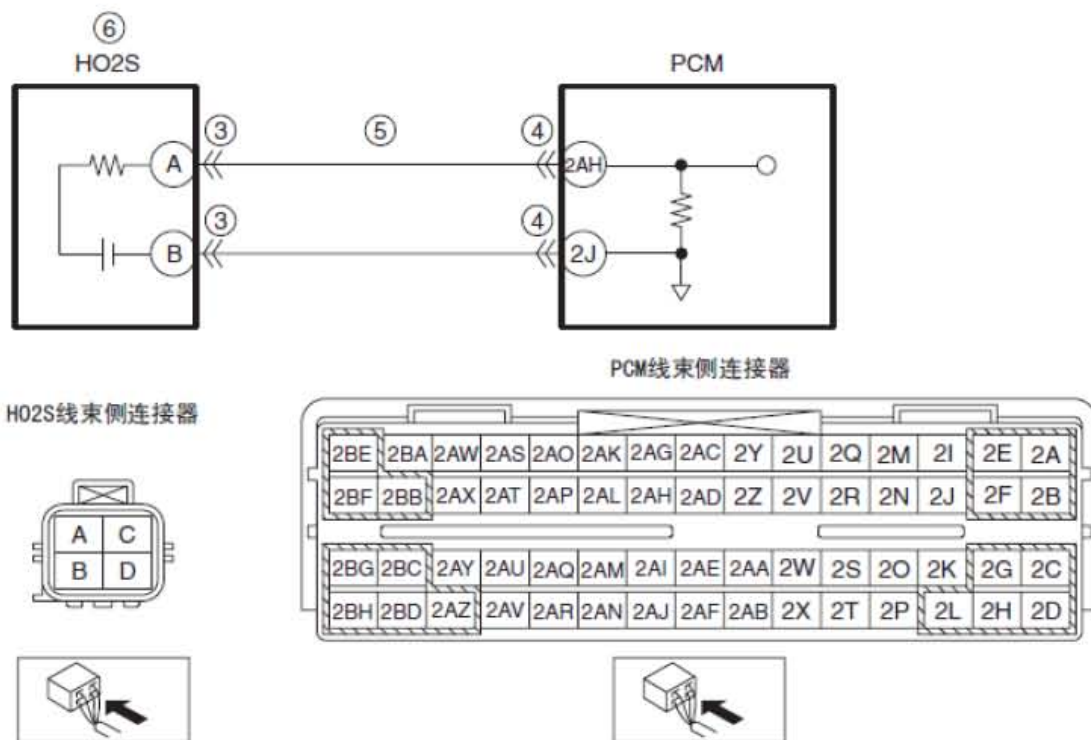 ⑥
HO2S PCM
③ ⑤ ④
A 2AH
③ ④
B 2J
PCM线束侧连接器
HO2S线束侧连接器
2BE 2BA 2AW 2AS 2AO 2AK 2AG 2AC 2Y 2U 2Q 2M 2I 2E 2A
2BF 2BB 2AX 2AT 2AP 2AL 2AH 2AD 2Z 2V 2R 2N 2J 2F 2B
A C
B D
2BG 2BC 2AY 2AU 2AQ 2AM 2AI 2AE 2AA 2W 2S 2O 2K 2G 2C
2BH 2BD 2AZ 2AV 2AR 2AN 2AJ 2AF 2AB 2X 2T 2P 2L 2H 2D